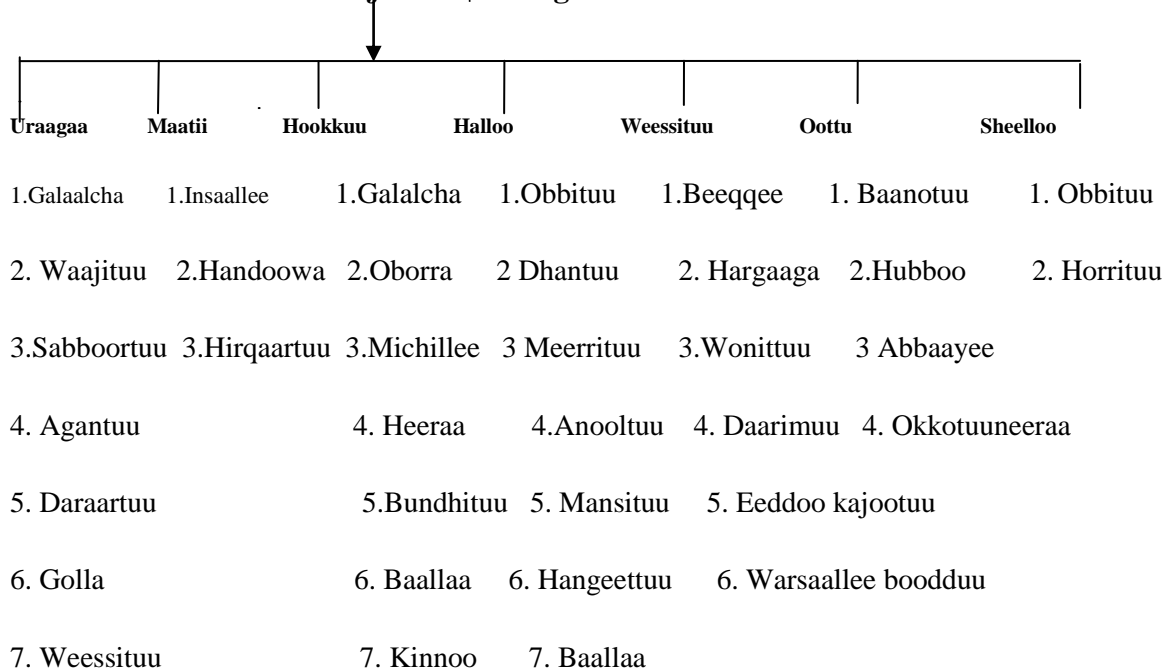 Uraagaa Maatii Hookkuu Halloo Weessituu Oottu Sheelloo
1.Galaalcha 1.Insaallee 1.Galalcha 1.Obbituu 1.Beeqqee 1. Baanotuu 1. Obbituu
2. Waajituu 2.Handoowa 2.Oborra 2 Dhantuu 2. Hargaaga 2.Hubboo 2. Horrituu
3.Sabboortuu 3.Hirqaartuu 3.Michillee 3 Meerrituu 3.Wonittuu 3 Abbaayee
4. Agantuu 4. Heeraa 4.Anooltuu 4. Daarimuu 4. Okkotuuneeraa
5. Daraartuu 5.Bundhituu 5. Mansituu 5. Eeddoo kajootuu
6. Golla 6. Baallaa 6. Hangeettuu 6. Warsaallee boodduu
7. Weessituu 7. Kinnoo 7. Baallaa